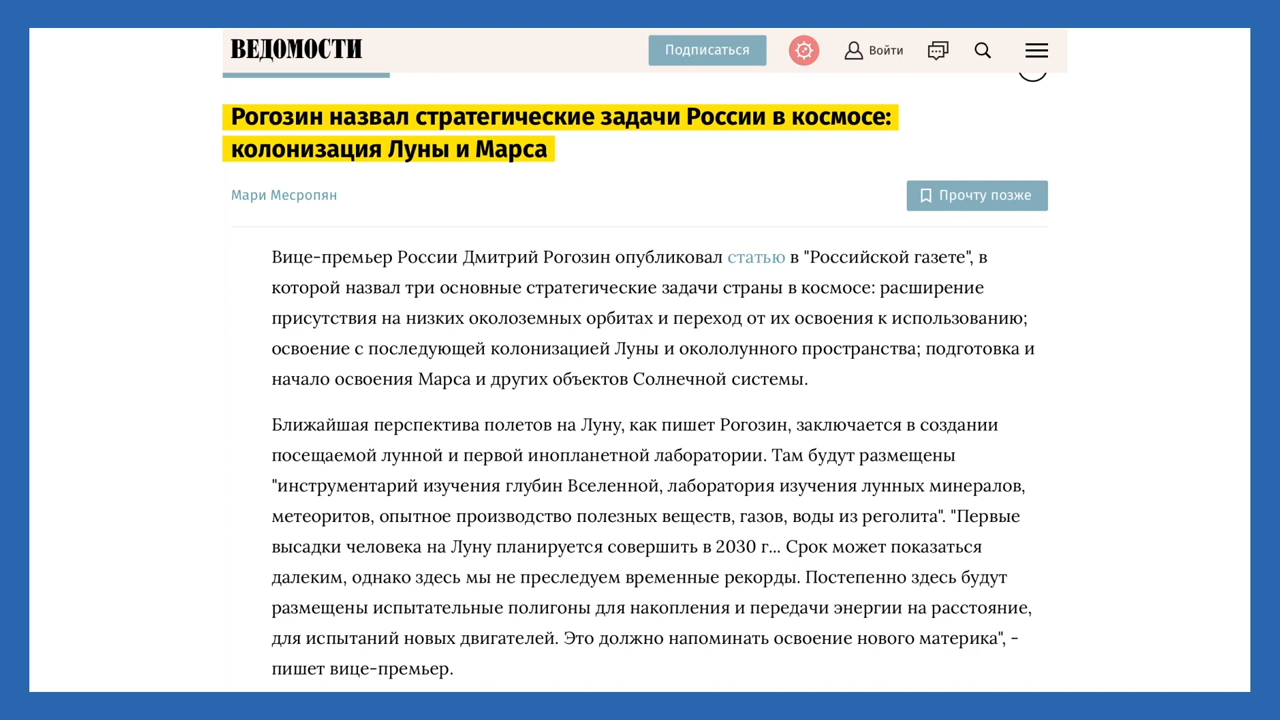 ВЕДОМОСТИ
Подписаться
Войти
Рогозин назвал стратегические задачи России в космосе:
колонизация Луны и Марса
Мари Месропян
Прочту позже
Вице-премьер России Дмитрий Рогозин опубликовал статью в "Российской газете", в
которой назвал три основные стратегические задачи страны в космосе: расширение
присутствия на низких околоземных орбитах и переход от их освоения к использованию;
освоение с последующей колонизацией Луны и окололунного пространства; подготовка и
начало освоения Марса и других объектов Солнечной системы.
Ближайшая перспектива полетов на Луну, как пишет Рогозин, заключается в создании
посещаемой лунной и первой инопланетной лаборатории. Там будут размещены
"инструментарий изучения глубин Вселенной, лаборатория изучения лунных минералов,
метеоритов, опытное производство полезных веществ, газов, воды из реголита". "Первые
высадки человека на Луну планируется совершить в 2030 г... Срок может показаться
далеким, однако здесь мы не преследуем временные рекорды. Постепенно здесь будут
размещены испытательные полигоны для накопления и передачи энергии на расстояние,
для испытаний новых двигателей. Это должно напоминать освоение нового материка", -
пишет вице-премьер.